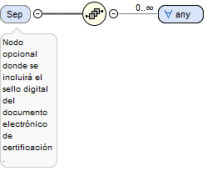 Sep
0..∞
∀ any
Nodo
opcional
donde se
incluirá el
sello digital
del
documento
electrónico
de
certificación
.